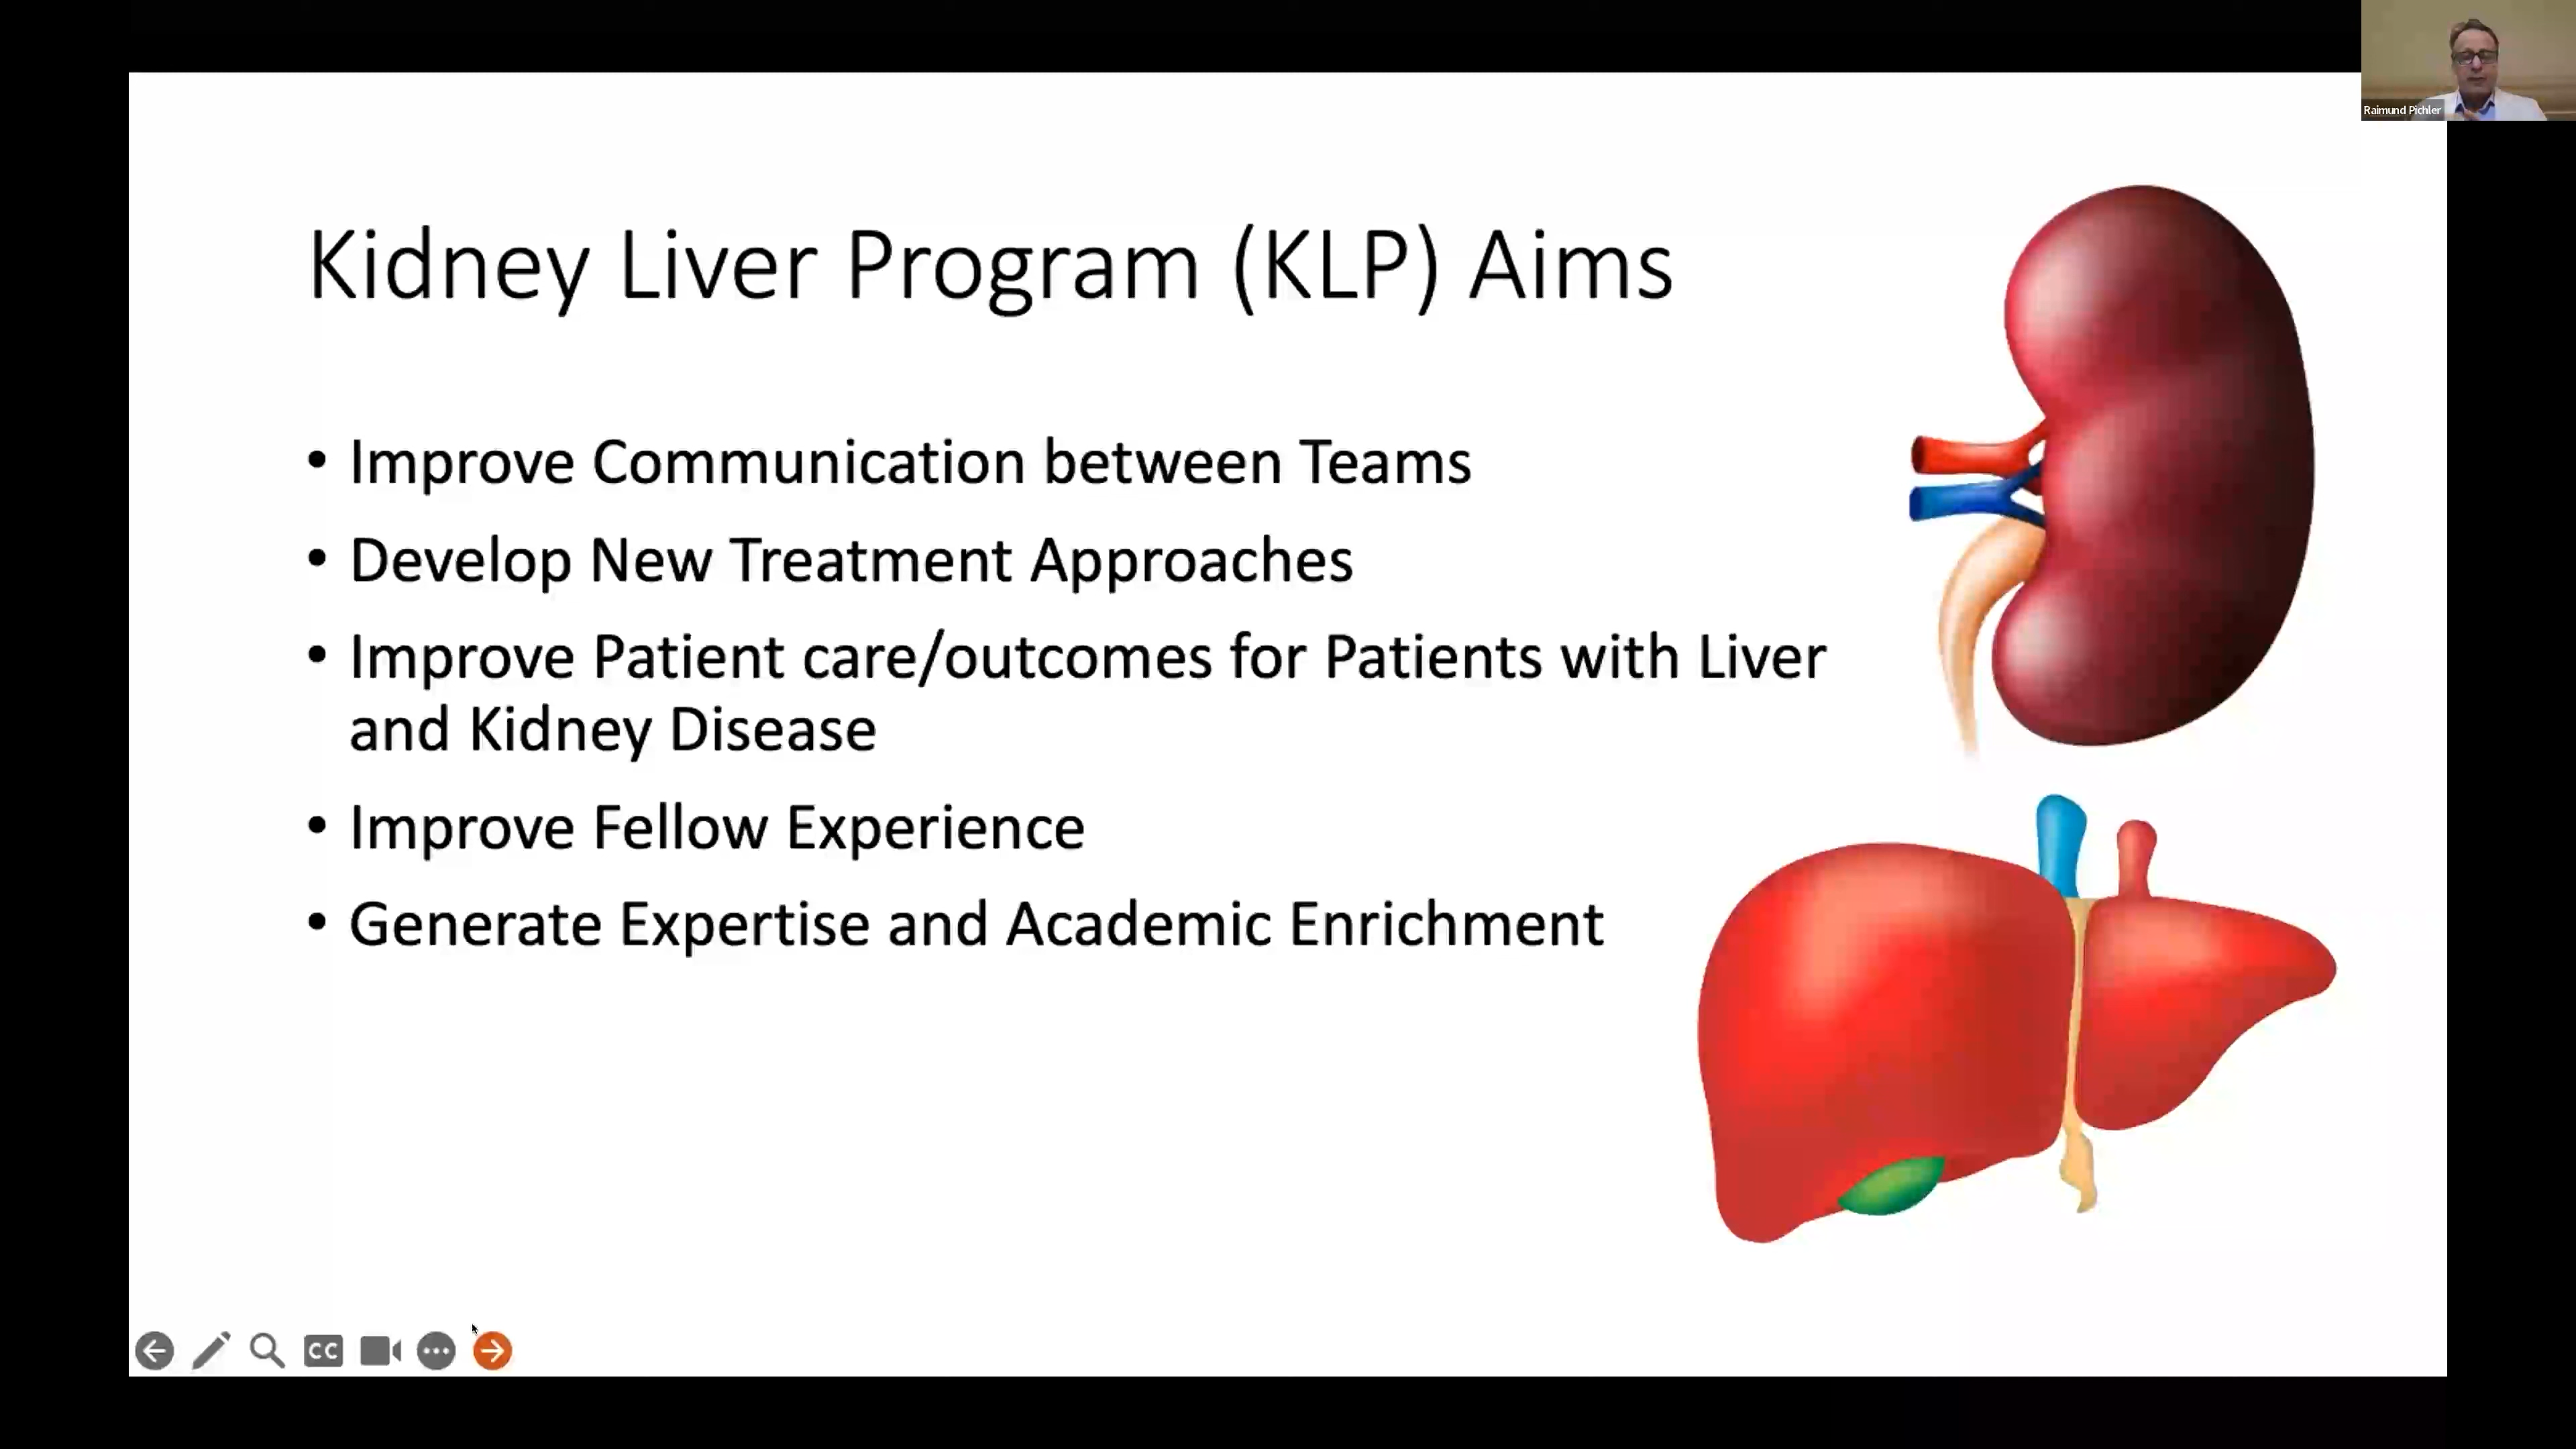 Raimund Pichler
Kidney Liver Program (KLP) Aims
• Improve Communication between Teams
• Develop New Treatment Approaches
• Improve Patient care/outcomes for Patients with Liver
and Kidney Disease
• Improve Fellow Experience
• Generate Expertise and Academic Enrichment
CC